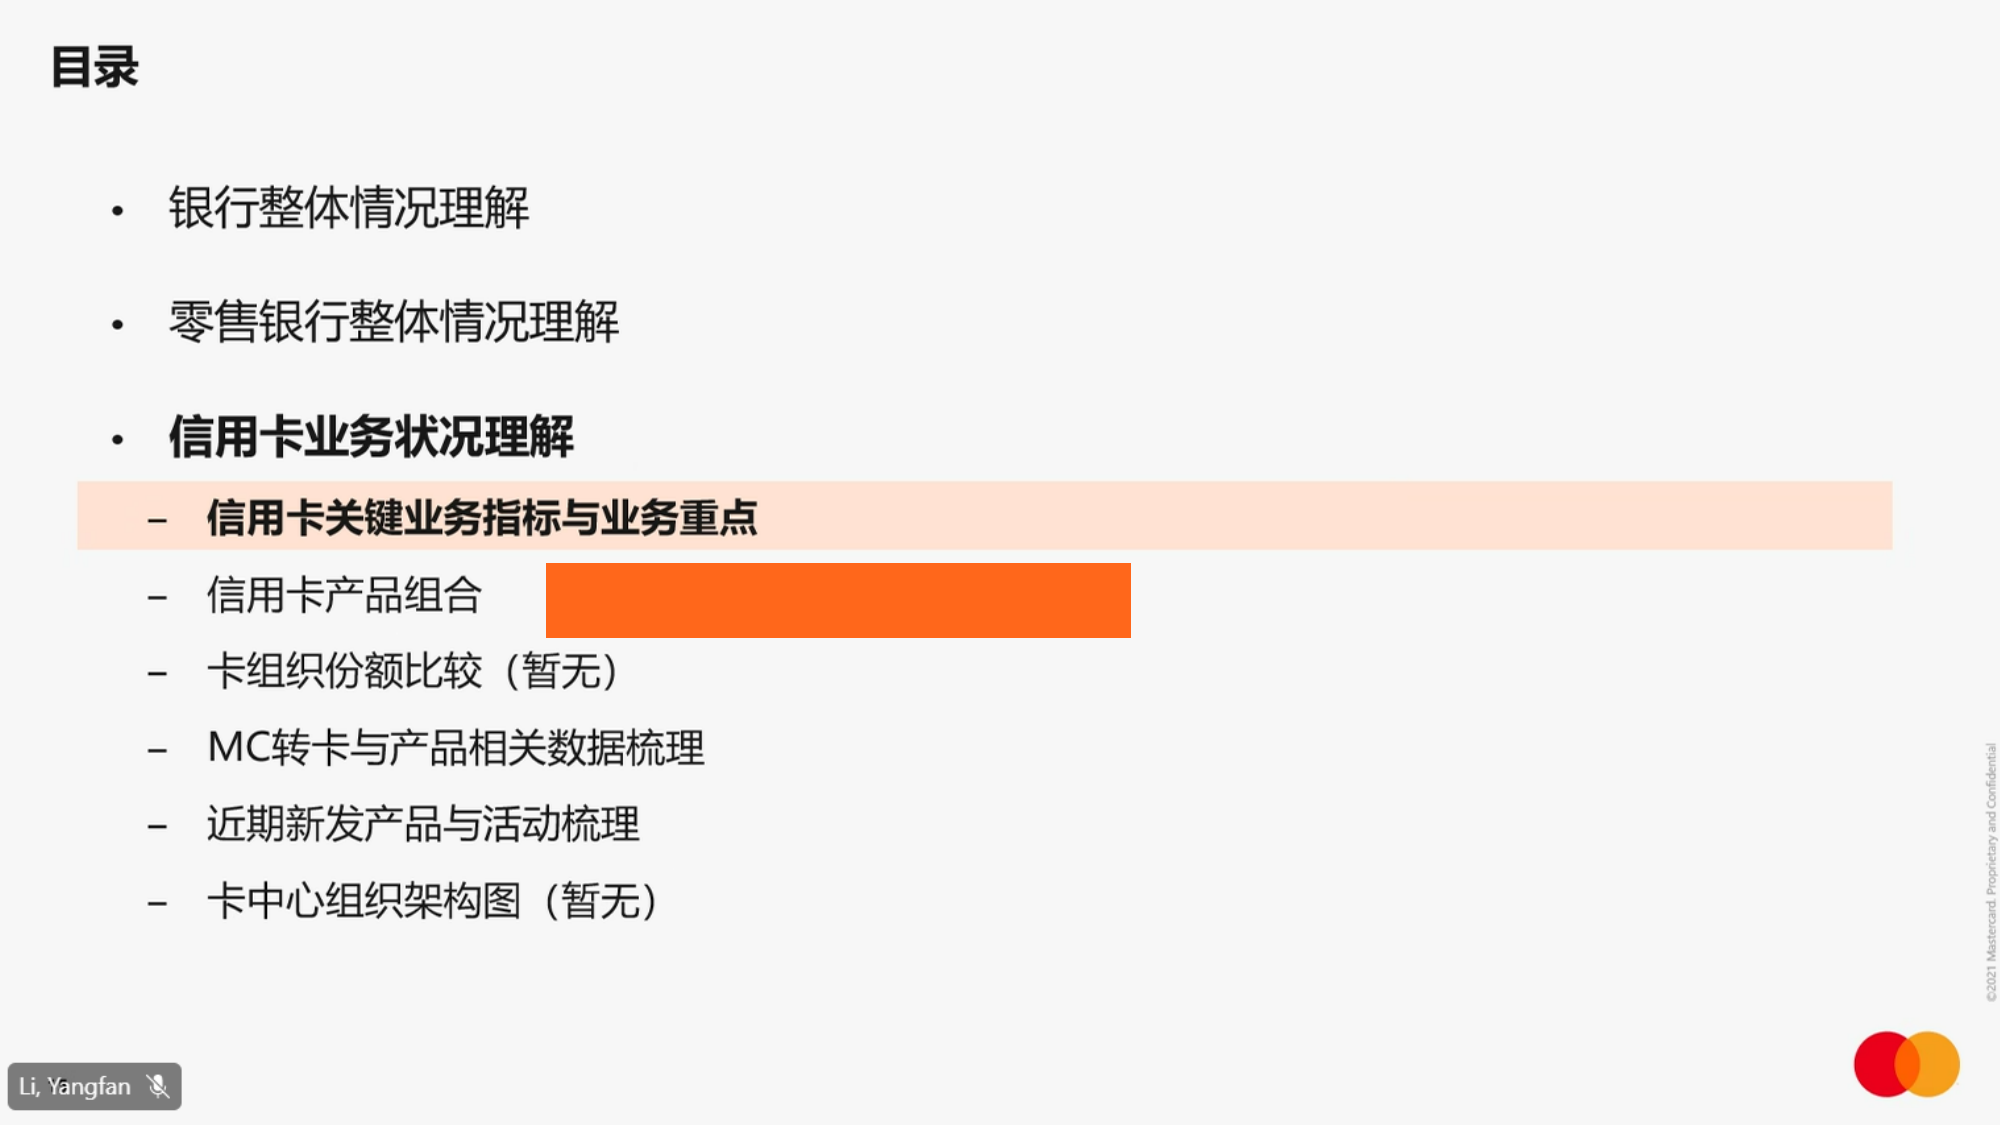 目录
• 银行整体情况理解
• 零售银行整体情况理解
• 信用卡业务状况理解
– 信用卡关键业务指标与业务重点
– 信用卡产品组合
– 卡组织份额比较（暂无）
– MC转卡与产品相关数据梳理
– 近期新发产品与活动梳理
– 卡中心组织架构图（暂无）
©2021 Mastercard. Proprietary and Confidential
Li, Yangfan